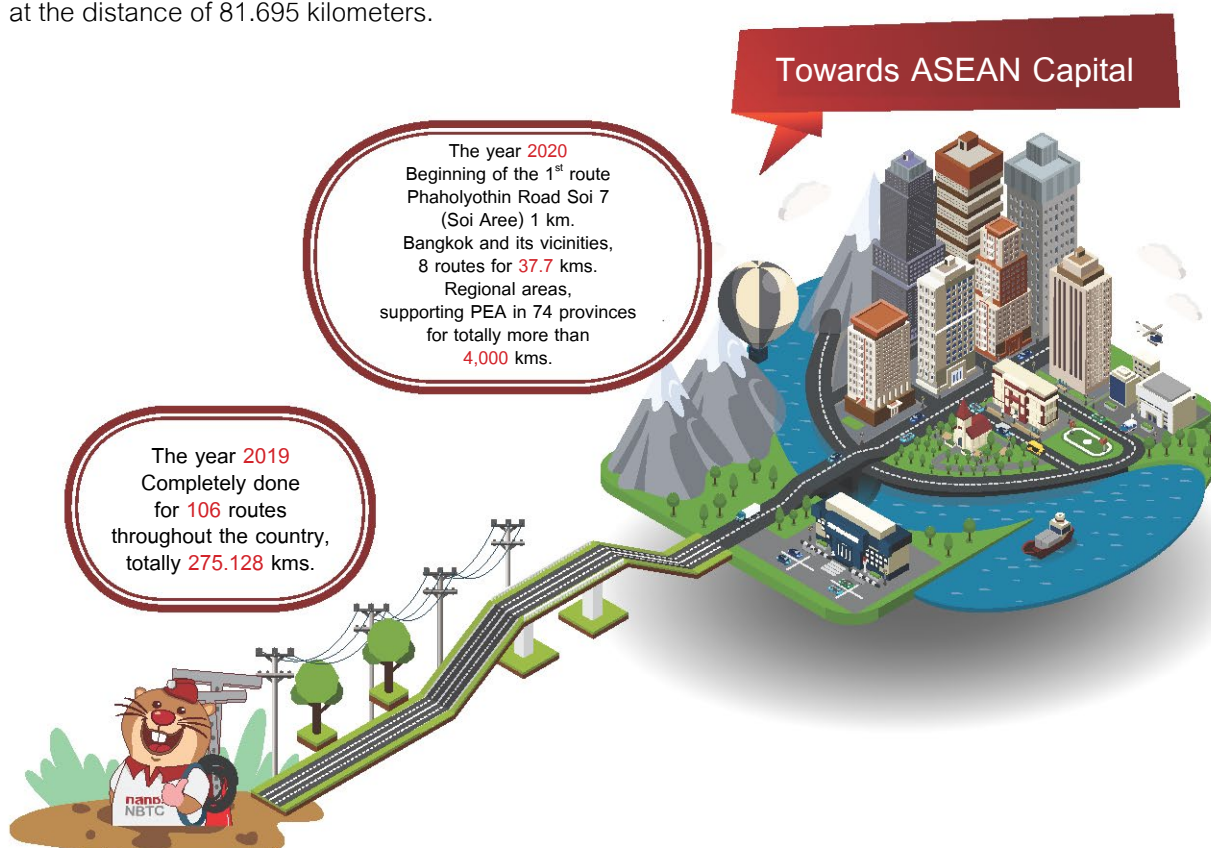 at the distance of 81.695 kilometers.
Towards ASEAN Capital
The year 2020
Beginning of the 1st route
Phaholyothin Road Soi 7
(Soi Aree) 1 km.
Bangkok and its vicinities,
8 routes for 37.7 kms.
Regional areas,
supporting PEA in 74 provinces
for totally more than
4,000 kms.
The year 2019
Completely done
for 106 routes
throughout the country,
totally 275.128 kms.
NBTC